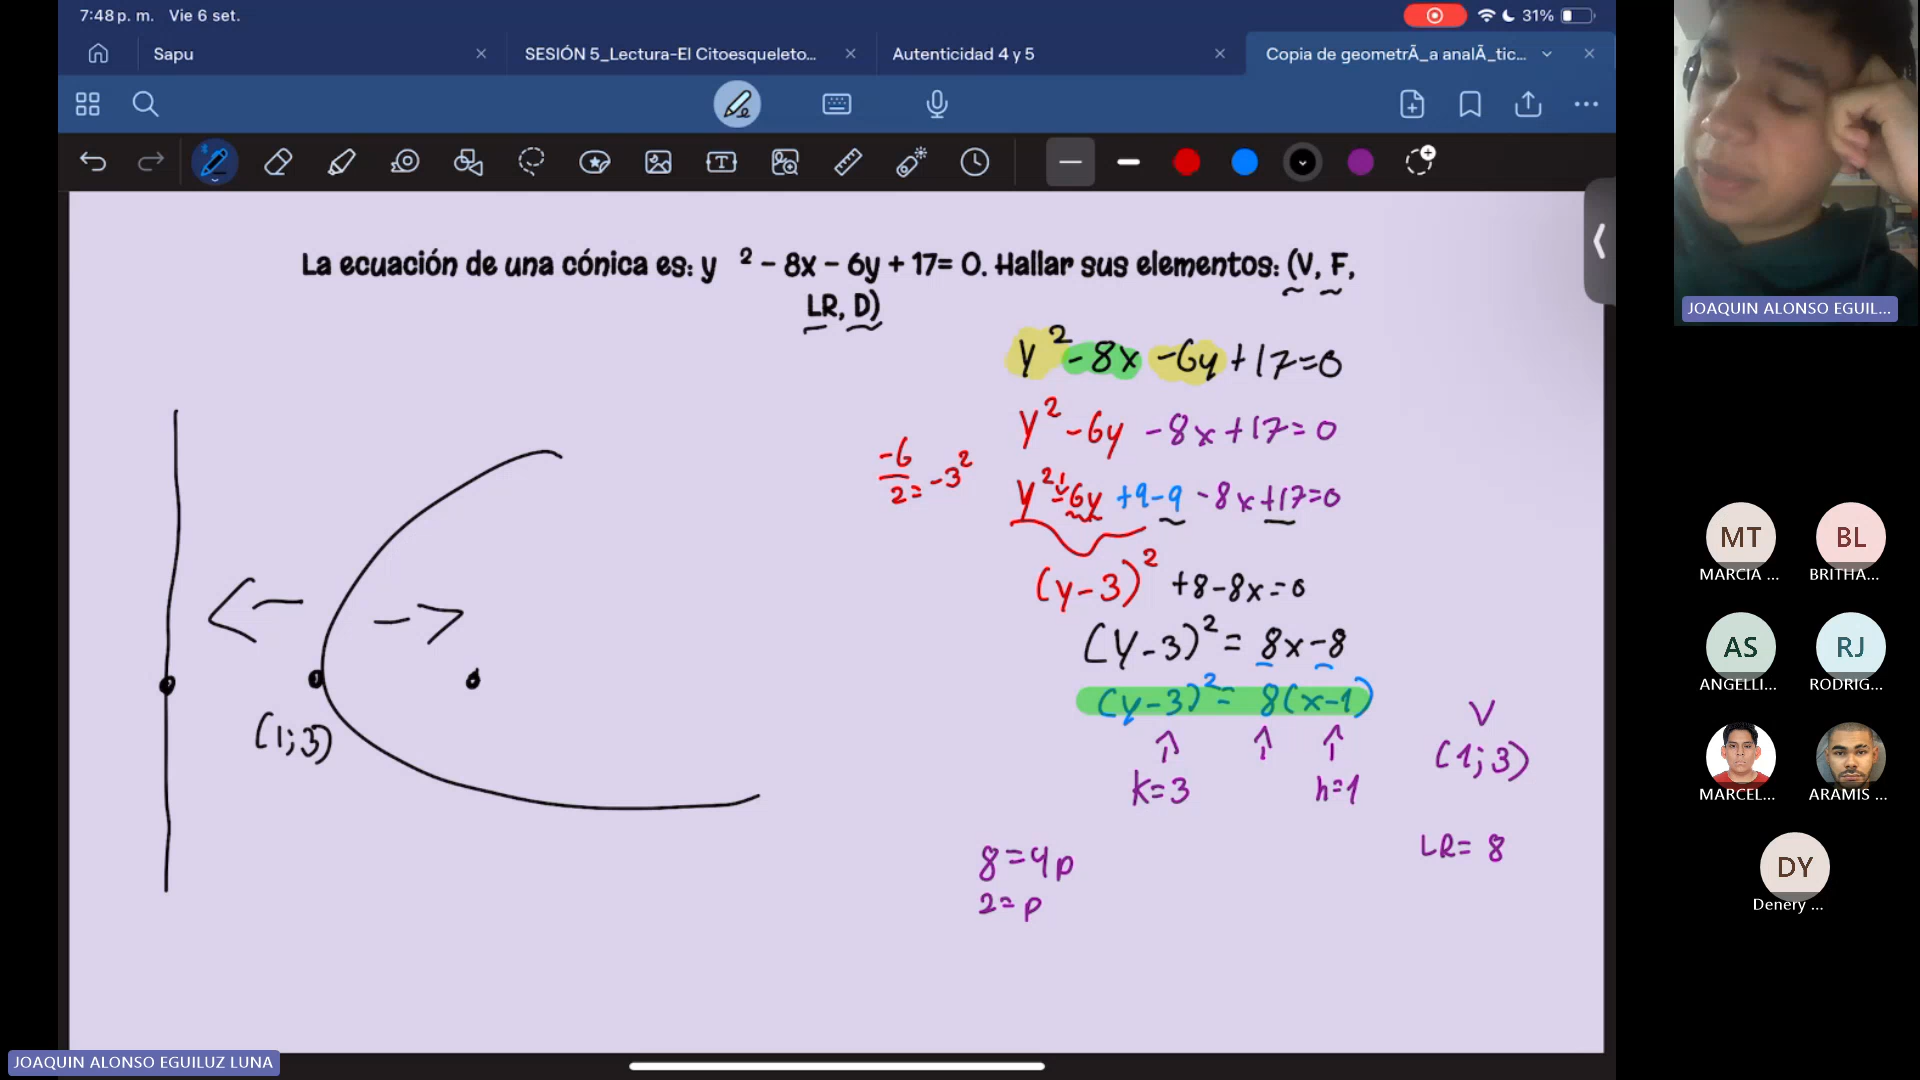 7:48 p. m. Vie 6 set.
31%
Sapu
SESIÓN 5_Lectura-El Citoesqueleto...
Autenticidad 4 y 5
Copia de geometrÃ_a analÃ_tic...
La ecuación de una cónica es: y ² - 8x - 6y + 17= 0. Hallar sus elementos: (V, F,
LR, D)
y² - 8x - 6y + 17 = 0
y² - 6y - 8x + 17 = 0
-6/2 = -3²
y² - 6y + 9 - 9 - 8x + 17 = 0
(y - 3)² + 8 - 8x = 0
(y - 3)² = 8x - 8
(y - 3)² = 8(x - 1)
k = 3
h = 1
V
(1; 3)
(1; 3)
LR = 8
8 = 4p
2 = p
JOAQUIN ALONSO EGUIL...
MT
MARCIA ...
BL
BRITHA...
AS
ANGELLI...
RJ
RODRIG...
MARCEL...
ARAMIS ...
DY
Denery ...
JOAQUIN ALONSO EGUILUZ LUNA